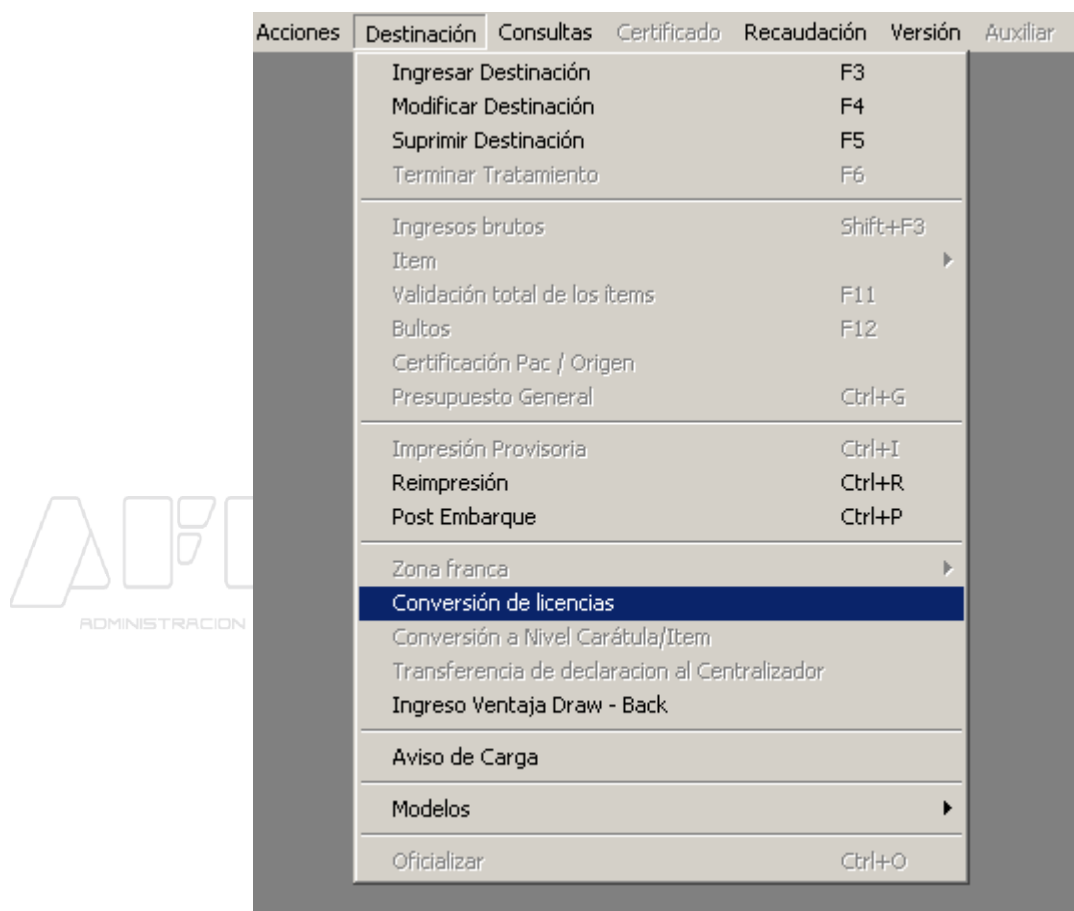 Acciones Destinación Consultas Certificado Recaudación Versión Auxiliar
Ingresar Destinación F3
Modificar Destinación F4
Suprimir Destinación F5
Terminar Tratamiento F6
Ingresos brutos Shift+F3
Item
Validación total de los ítems F11
Bultos F12
Certificación Pac / Origen
Presupuesto General Ctrl+G
Impresión Provisoria Ctrl+I
Reimpresión Ctrl+R
Post Embarque Ctrl+P
Zona franca
Conversión de licencias
Conversión a Nivel Carátula/Item
Transferencia de declaracion al Centralizador
Ingreso Ventaja Draw - Back
Aviso de Carga
Modelos
Oficializar Ctrl+O
ADMINISTRACION